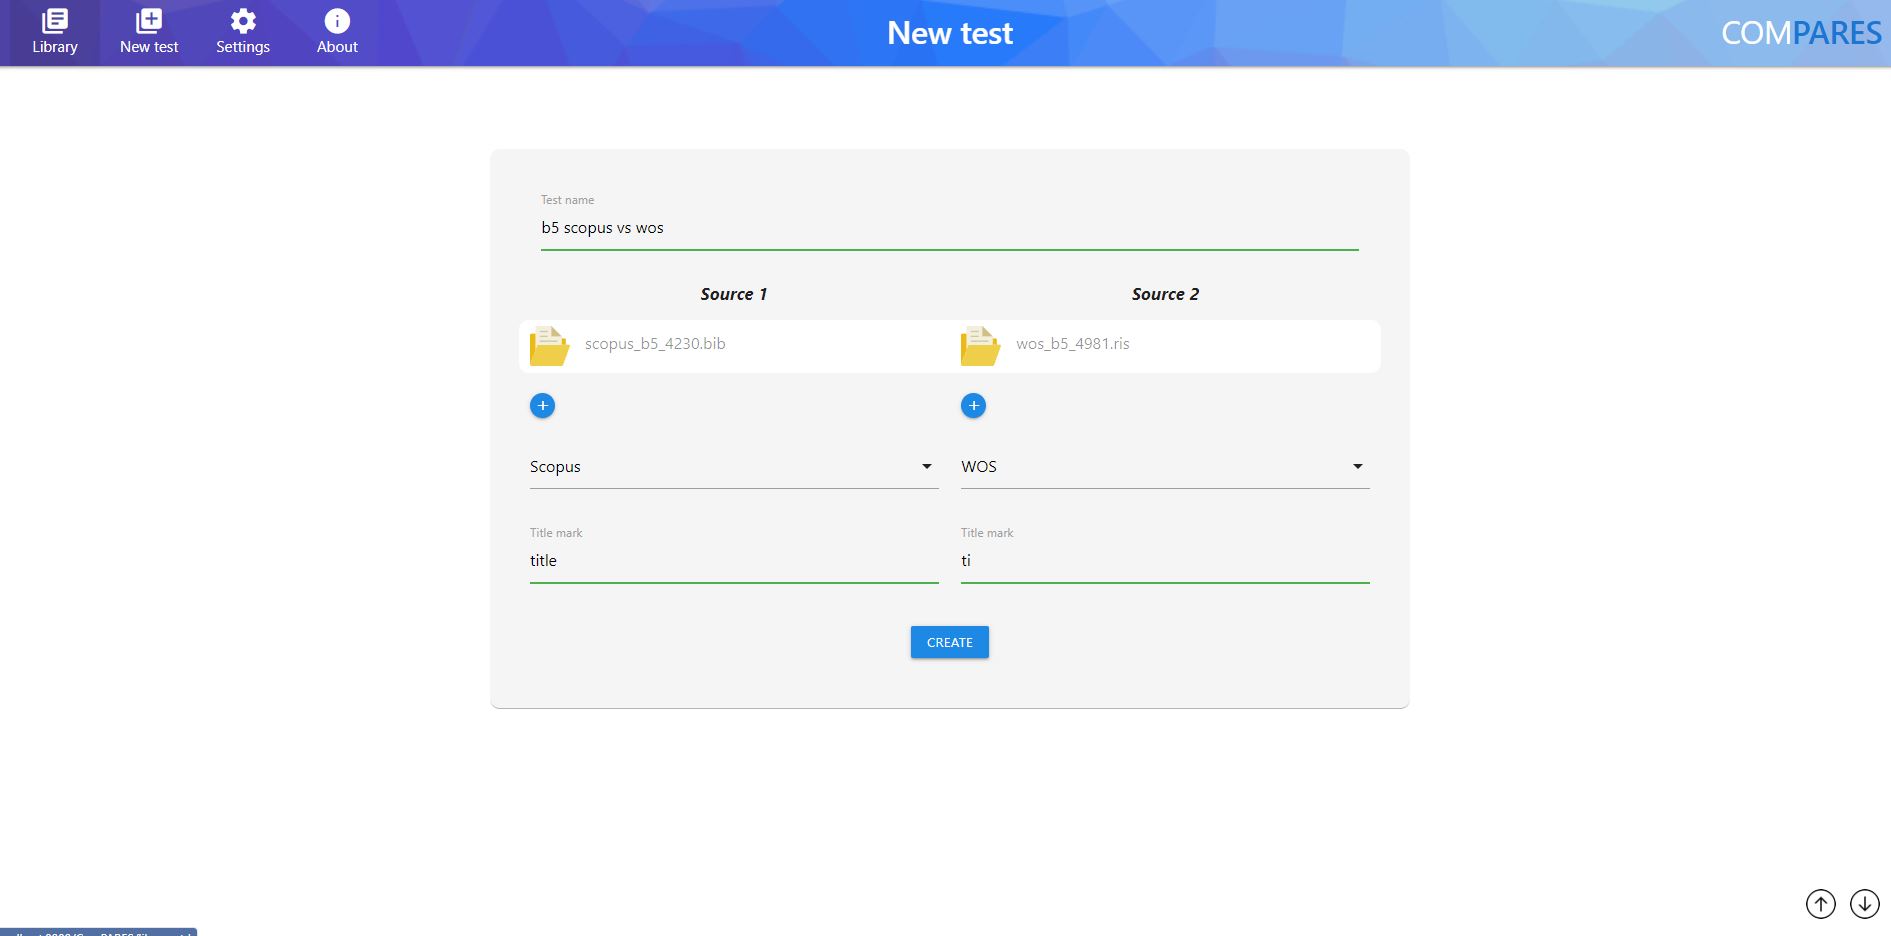 Library New test Settings About
New test
COMPARES
Test name
b5 scopus vs wos
Source 1 Source 2
scopus_b5_4230.bib wos_b5_4981.ris
Scopus WOS
Title mark Title mark
title ti
CREATE